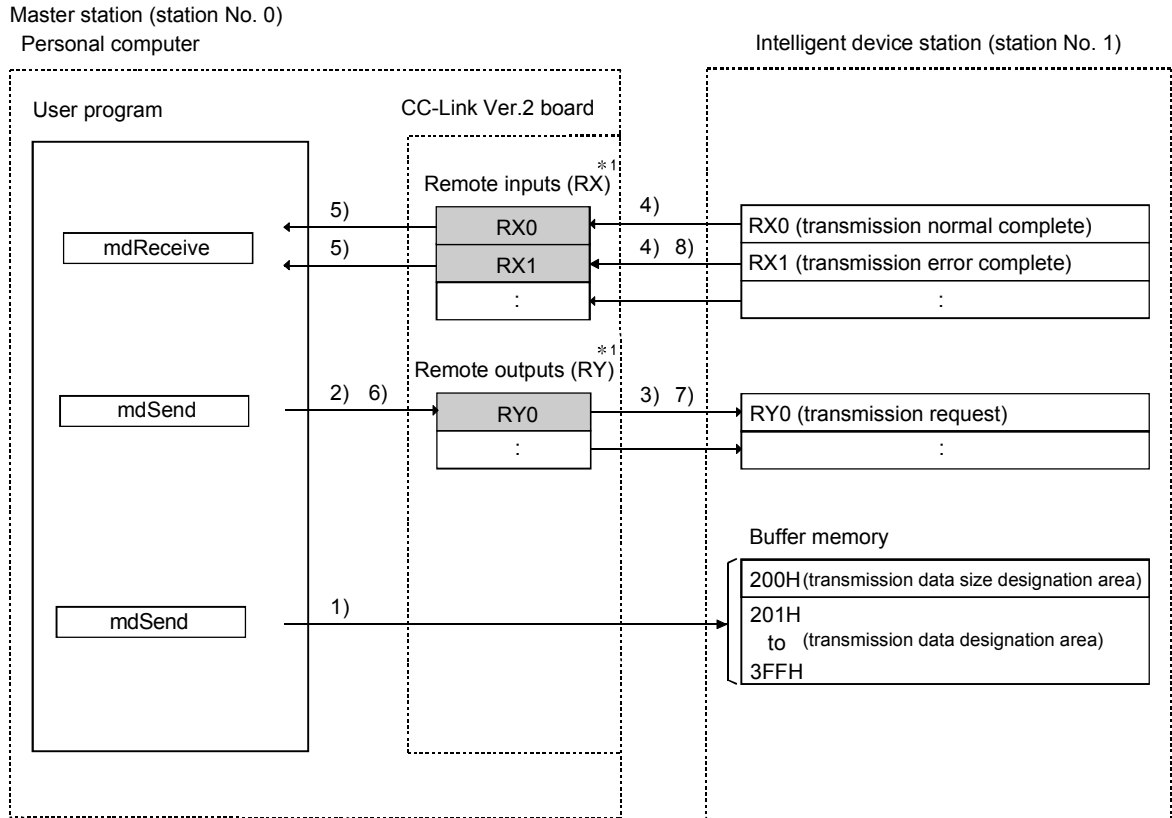 Master station (station No. 0)
Personal computer
Intelligent device station (station No. 1)
User program
CC-Link Ver.2 board
Remote inputs (RX) *1
mdReceive
5)
RX0
4)
RX0 (transmission normal complete)
5)
RX1
4) 8)
RX1 (transmission error complete)
:
:
Remote outputs (RY) *1
mdSend
2) 6)
RY0
3) 7)
RY0 (transmission request)
:
:
Buffer memory
200H (transmission data size designation area)
mdSend
1)
201H
to (transmission data designation area)
3FFH